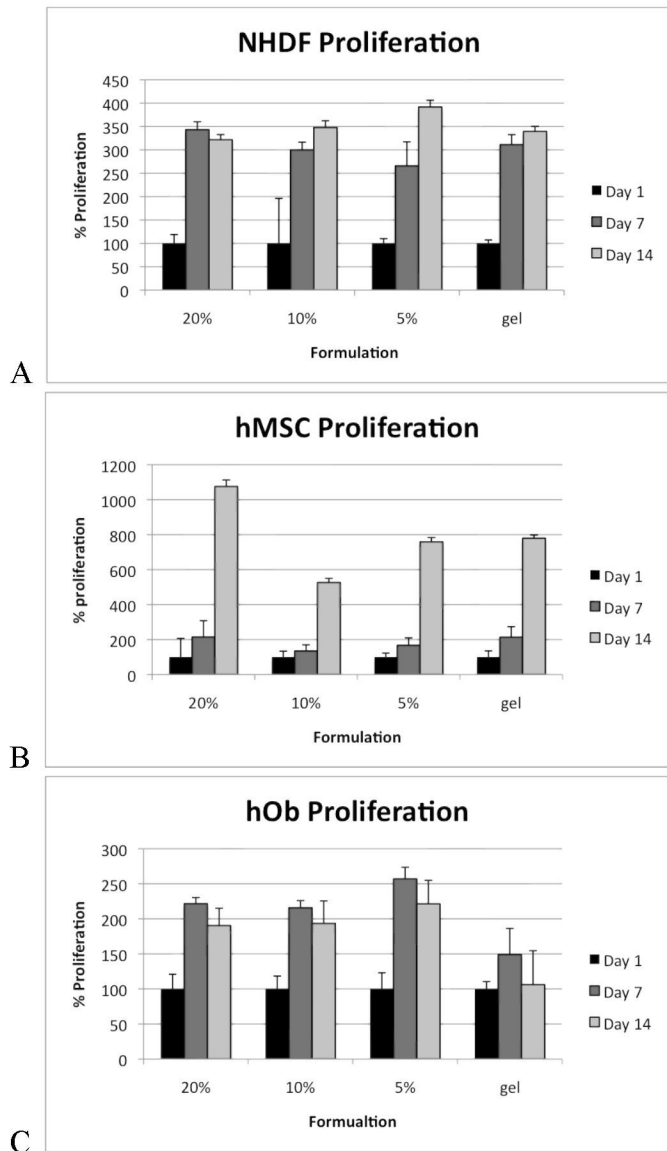 NHDF Proliferation
% Proliferation
450
400
350
300
250
200
150
100
50
0
20% 10% 5% gel
Formulation
Day 1
Day 7
Day 14
A
hMSC Proliferation
% proliferation
1200
1000
800
600
400
200
0
20% 10% 5% gel
Formulation
Day 1
Day 7
Day 14
B
hOb Proliferation
% Proliferation
300
250
200
150
100
50
0
20% 10% 5% gel
Formualtion
Day 1
Day 7
Day 14
C